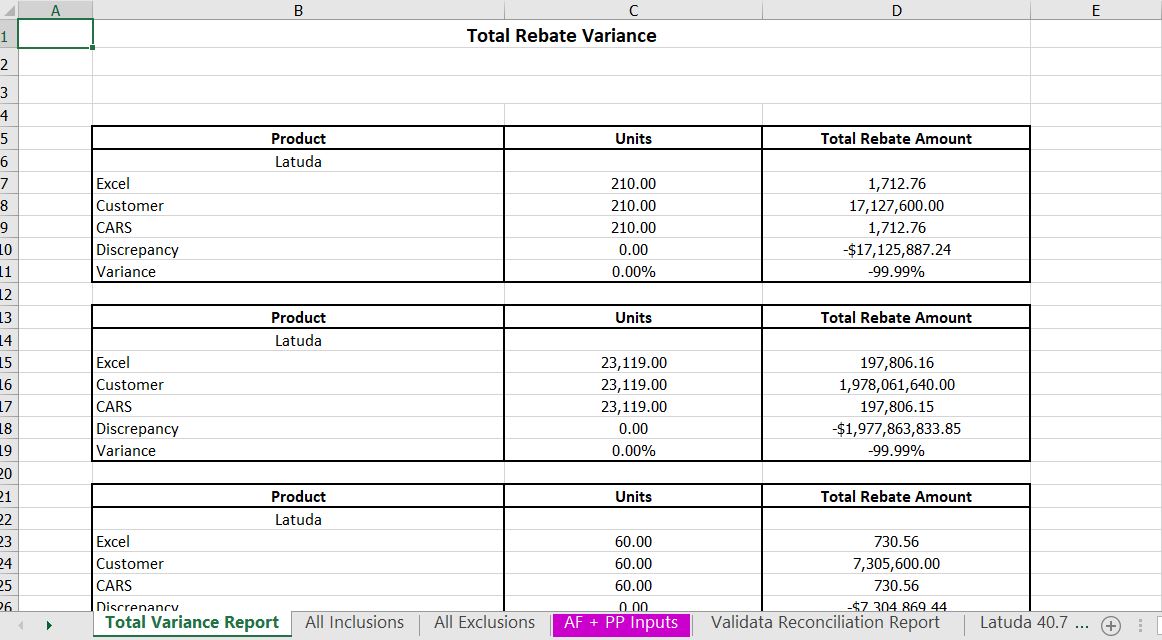 A B C D E
1 Total Rebate Variance
2
3
4
5 Product Units Total Rebate Amount
6 Latuda
7 Excel 210.00 1,712.76
8 Customer 210.00 17,127,600.00
9 CARS 210.00 1,712.76
10 Discrepancy 0.00 -$17,125,887.24
11 Variance 0.00% -99.99%
12
13 Product Units Total Rebate Amount
14 Latuda
15 Excel 23,119.00 197,806.16
16 Customer 23,119.00 1,978,061,640.00
17 CARS 23,119.00 197,806.15
18 Discrepancy 0.00 -$1,977,863,833.85
19 Variance 0.00% -99.99%
20
21 Product Units Total Rebate Amount
22 Latuda
23 Excel 60.00 730.56
24 Customer 60.00 7,305,600.00
25 CARS 60.00 730.56
26 Discrepancy 0.00 -$7,304,869.44
Total Variance Report All Inclusions All Exclusions AF + PP Inputs Validata Reconciliation Report Latuda 40.7 ...